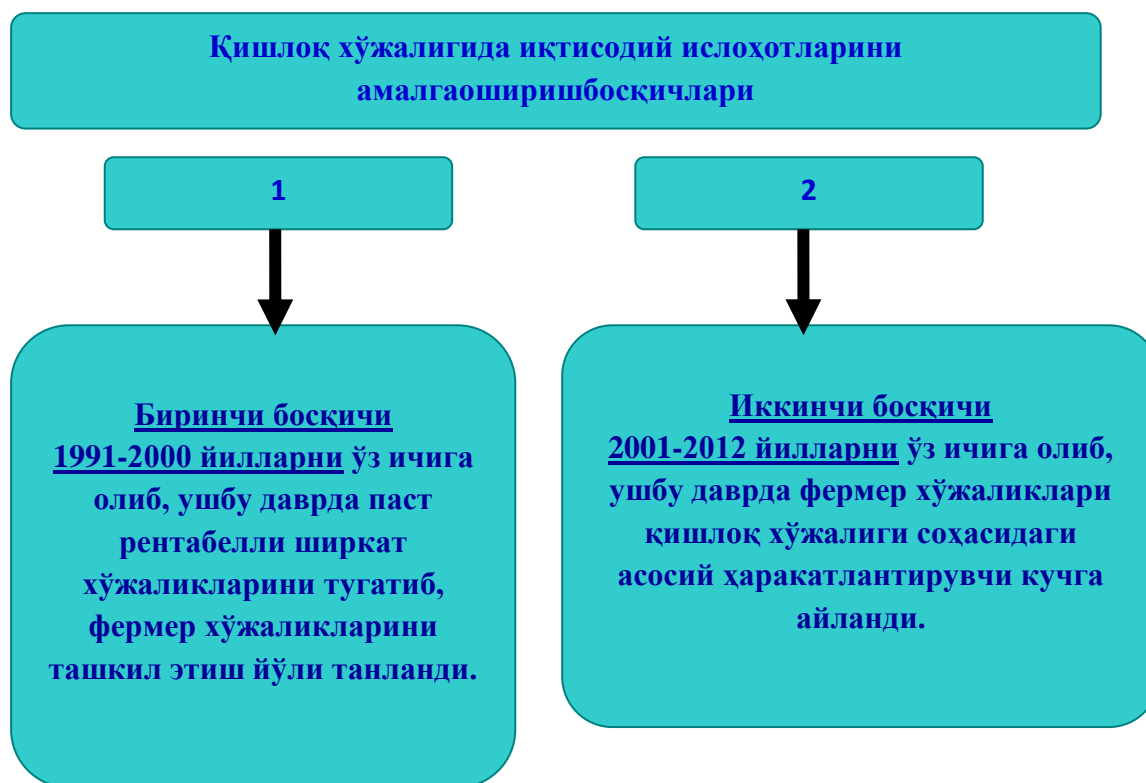 Қишлоқ хўжалигида иқтисодий ислоҳотларини
амалгаоширишбосқичлари
1
2
Биринчи босқичи
1991-2000 йилларни ўз ичига
олиб, ушбу даврда паст
рентабелли ширкат
хўжаликларини тугатиб,
фермер хўжаликларини
ташкил этиш йўли танланди.
Иккинчи босқичи
2001-2012 йилларни ўз ичига олиб,
ушбу даврда фермер хўжаликлари
қишлоқ хўжалиги соҳасидаги
асосий ҳаракатлантирувчи кучга
айланди.